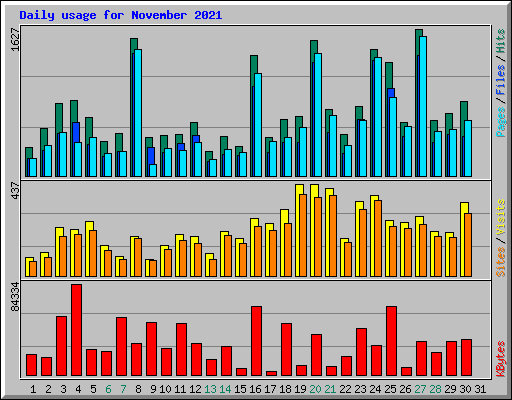 Daily usage for November 2021
1627
Pages / Files / Hits
437
Sites / Visits
84334
KBytes
1 2 3 4 5 6 7 8 9 10 11 12 13 14 15 16 17 18 19 20 21 22 23 24 25 26 27 28 29 30 31